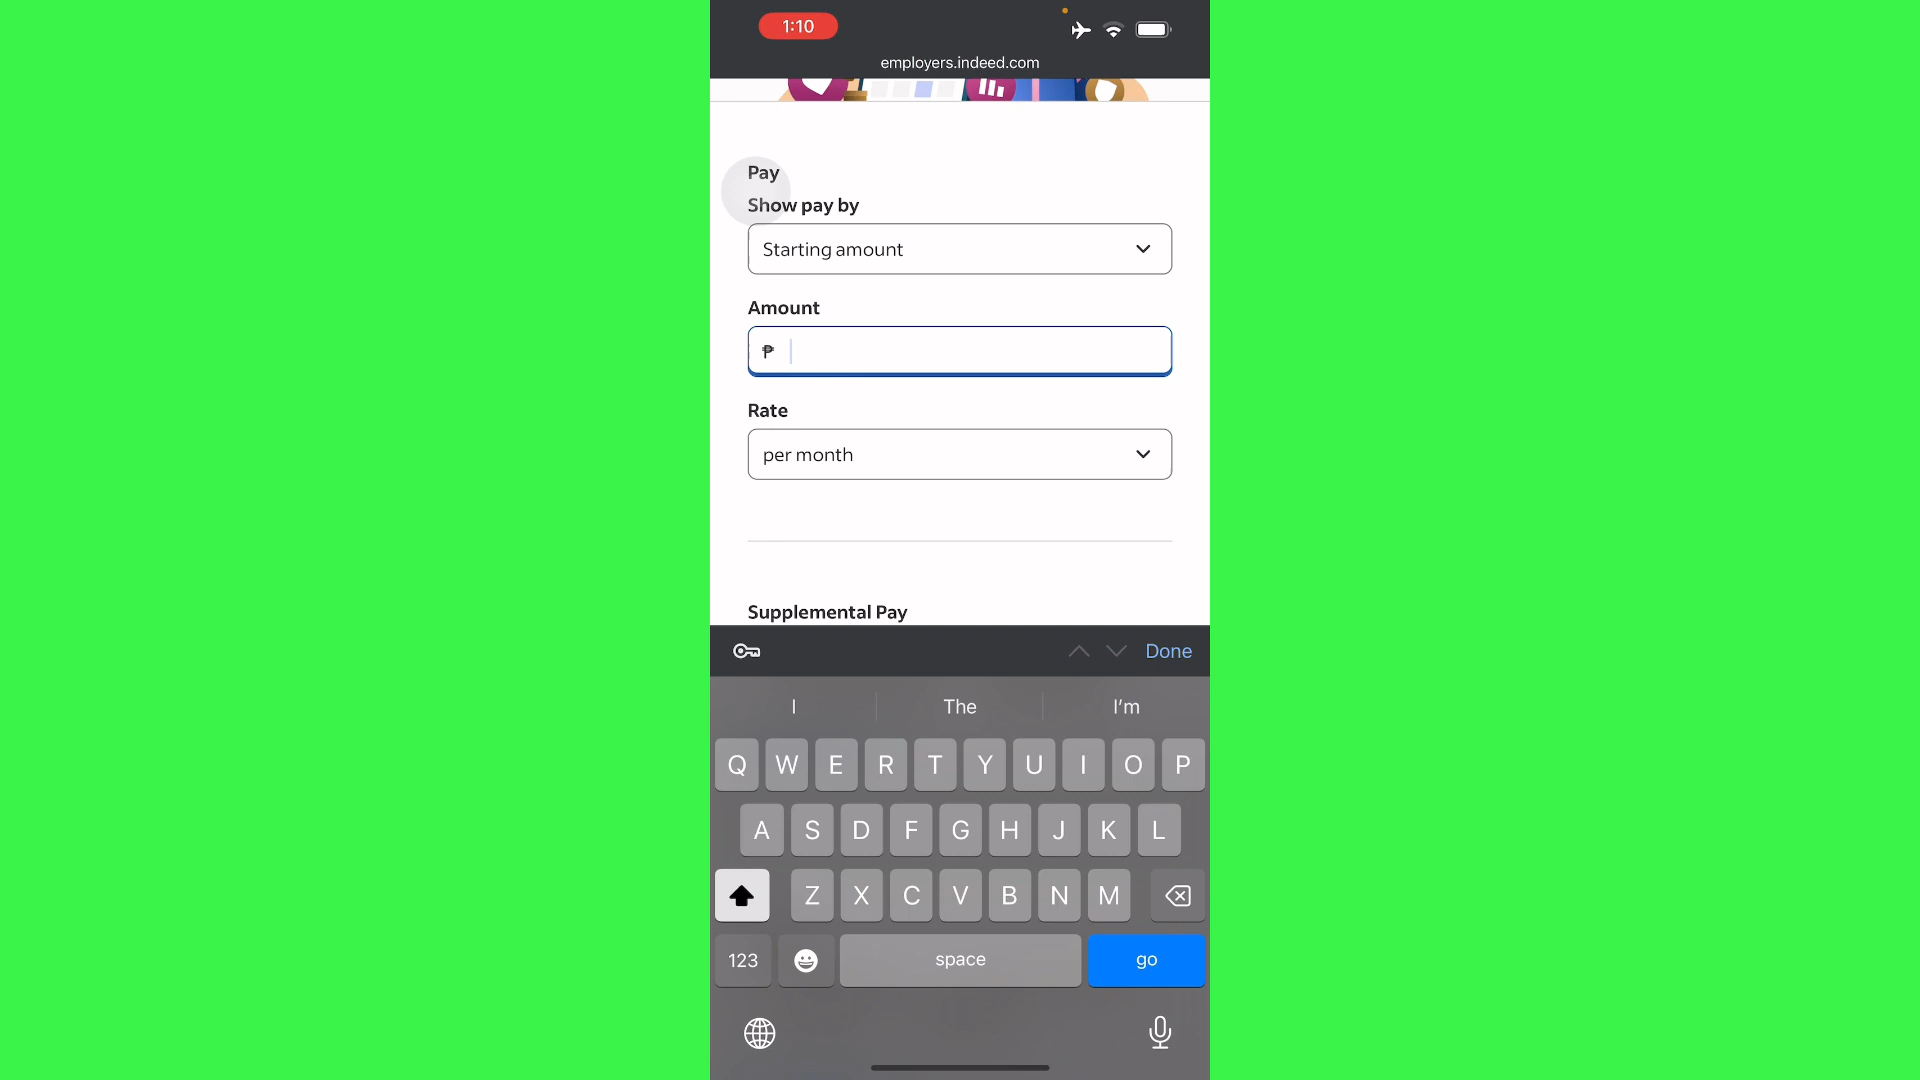 1:10
employers.indeed.com
Pay
Show pay by
Starting amount
Amount
₱
Rate
per month
Supplemental Pay
Done
I The I'm
Q W E R T Y U I O P
A S D F G H J K L
Z X C V B N M
123 space go